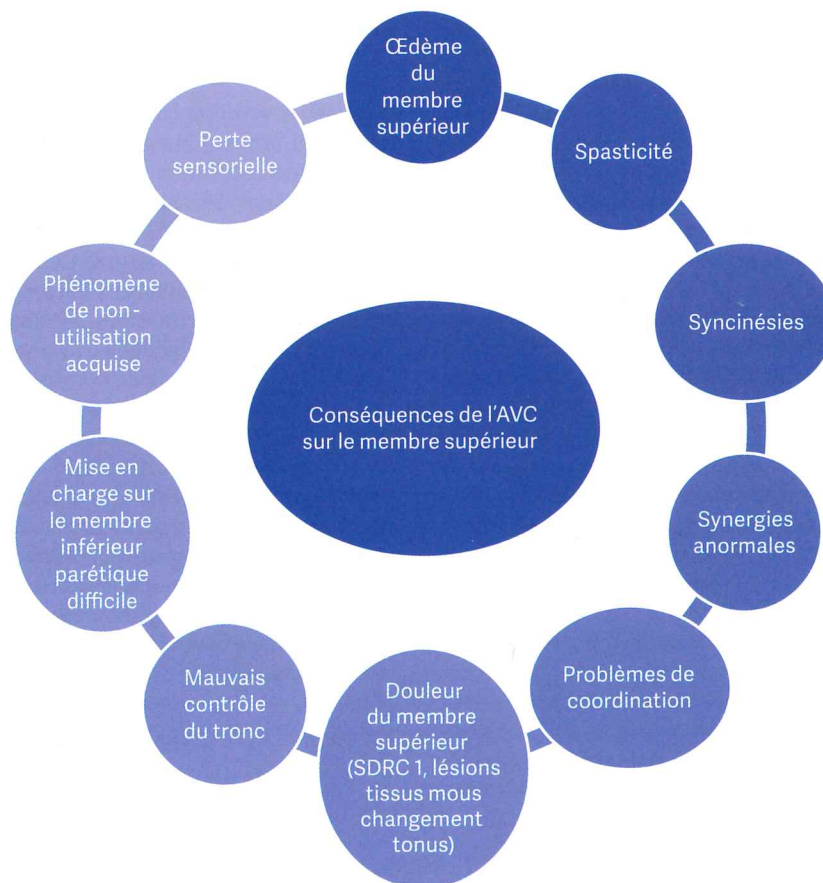 Œdème
du
membre
supérieur
Spasticité
Syncinésies
Synergies
anormales
Problèmes de
coordination
Douleur
du membre
supérieur
(SDRC 1, lésions
tissus mous
changement
tonus)
Mauvais
contrôle
du tronc
Mise en
charge sur
le membre
inférieur
parétique
difficile
Phénomène
de non-
utilisation
acquise
Perte
sensorielle
Conséquences de l'AVC
sur le membre supérieur